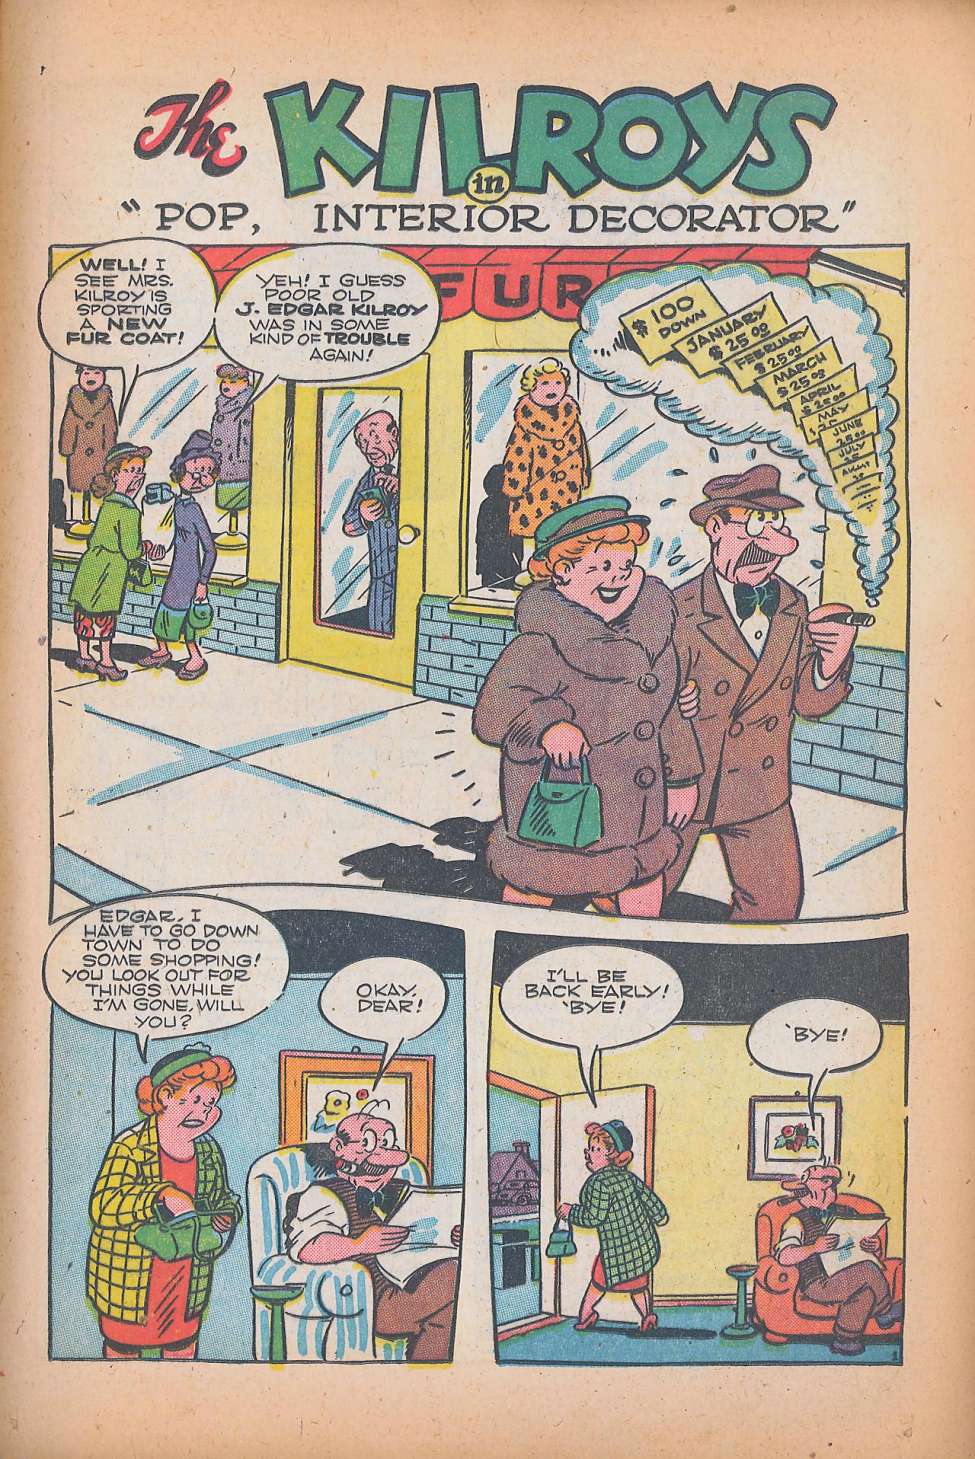 The KILROYS
in
"POP, INTERIOR DECORATOR"
WELL! I
SEE MRS.
KILROY IS
SPORTING
A NEW
FUR COAT!
YEH! I GUESS
POOR OLD
J. EDGAR KILROY
WAS IN SOME
KIND OF TROUBLE
AGAIN!
FUR
$100
DOWN
JANUARY
$25.00
FEBRUARY
$25.00
MARCH
$25.00
APRIL
$25.00
MAY
JUNE
25.00
JULY
25
EDGAR, I
HAVE TO GO DOWN
TOWN TO DO
SOME SHOPPING!
YOU LOOK OUT FOR
THINGS WHILE
I'M GONE, WILL
YOU?
OKAY,
DEAR!
I'LL BE
BACK EARLY!
'BYE!
'BYE!